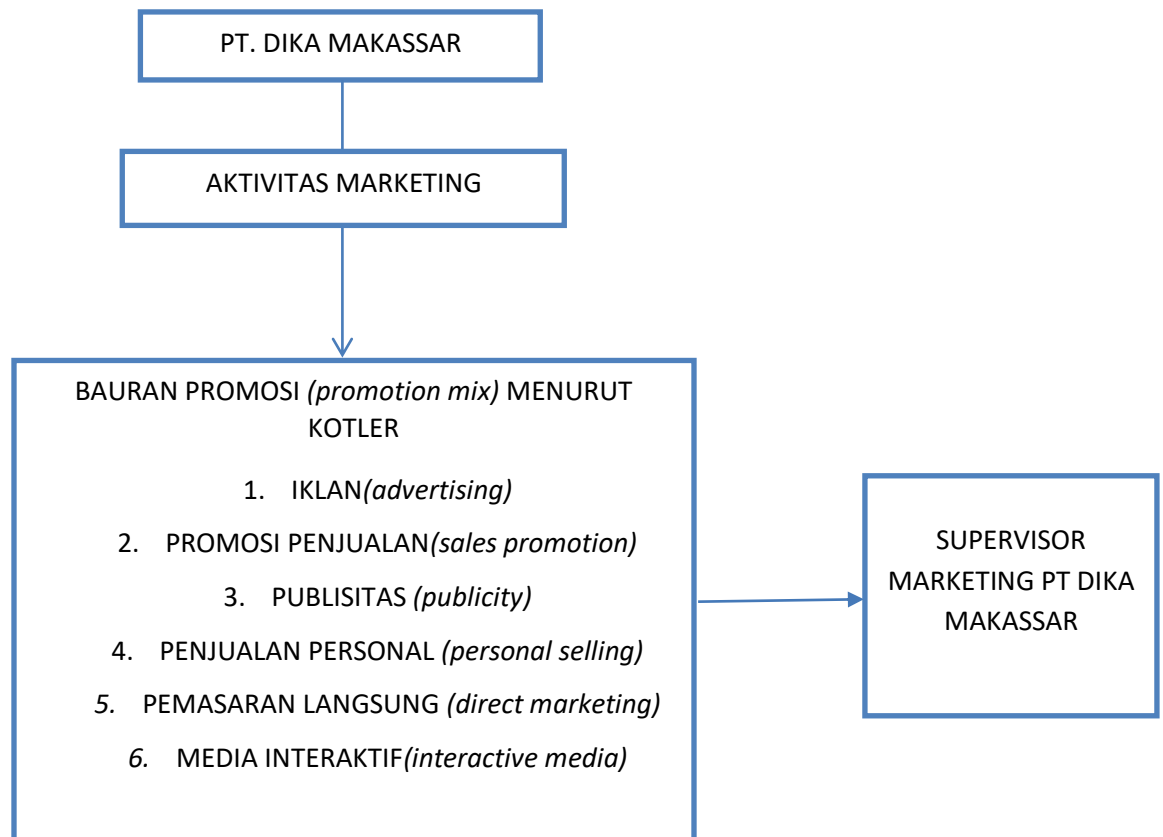 PT. DIKA MAKASSAR
AKTIVITAS MARKETING
BAURAN PROMOSI (promotion mix) MENURUT
KOTLER
1. IKLAN(advertising)
2. PROMOSI PENJUALAN(sales promotion)
3. PUBLISITAS (publicity)
4. PENJUALAN PERSONAL (personal selling)
5. PEMASARAN LANGSUNG (direct marketing)
6. MEDIA INTERAKTIF(interactive media)
SUPERVISOR
MARKETING PT DIKA
MAKASSAR